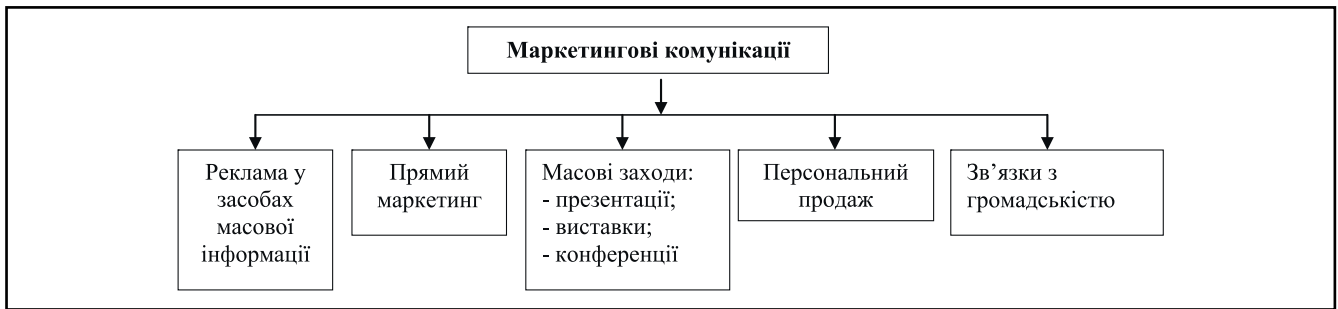 Маркетингові комунікації
Реклама у
засобах
масової
інформації
Прямий
маркетинг
Масові заходи:
- презентації;
- виставки;
- конференції
Персональний
продаж
Зв’язки з
громадськістю